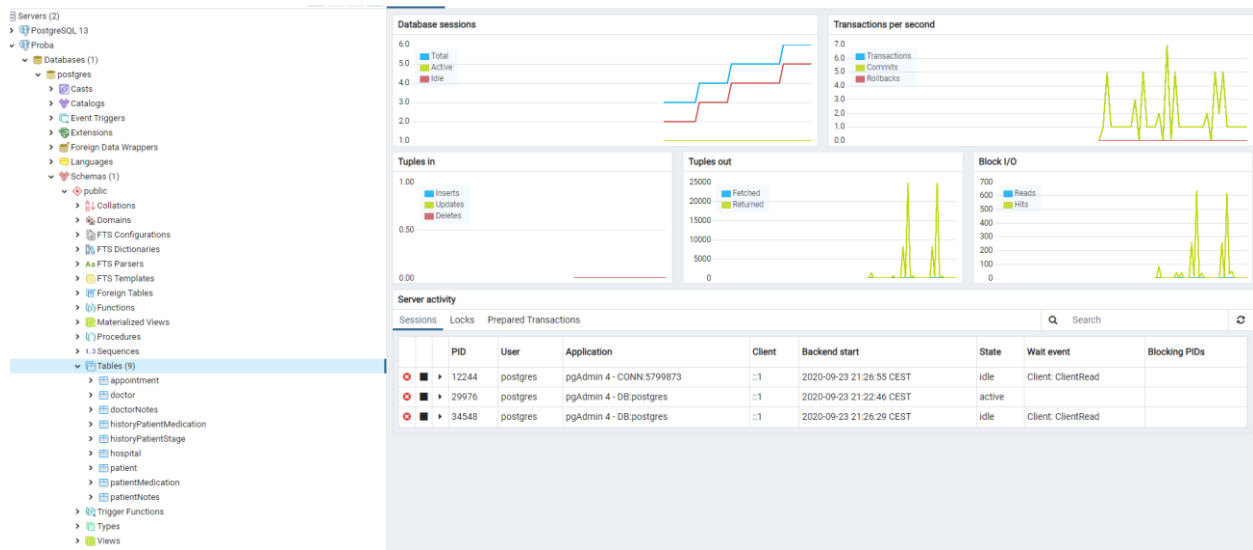 Servers (2)
PostgreSQL 13
Proba
Databases (1)
postgres
Casts
Catalogs
Event Triggers
Extensions
Foreign Data Wrappers
Languages
Schemas (1)
public
Collations
Domains
FTS Configurations
FTS Dictionaries
FTS Parsers
FTS Templates
Foreign Tables
Functions
Materialized Views
Procedures
1..3 Sequences
Tables (9)
appointment
doctor
doctorNotes
historyPatientMedication
historyPatientStage
hospital
patient
patientMedication
patientNotes
Trigger Functions
Types
Views
Database sessions
6.0
5.0
4.0
3.0
2.0
1.0
Total
Active
Idle
Transactions per second
7.0
6.0
5.0
4.0
3.0
2.0
1.0
0.0
Transactions
Commits
Rollbacks
Tuples in
1.00
0.50
0.00
Inserts
Updates
Deletes
Tuples out
25000
20000
15000
10000
5000
0
Fetched
Returned
Block I/O
700
600
500
400
300
200
100
0
Reads
Hits
Server activity
Sessions Locks Prepared Transactions Search
PID User Application Client Backend start State Wait event Blocking PIDs
12244 postgres pgAdmin 4 - CONN:5799873 ::1 2020-09-23 21:26:55 CEST idle Client: ClientRead
29976 postgres pgAdmin 4 - DB:postgres ::1 2020-09-23 21:22:46 CEST active
34548 postgres pgAdmin 4 - DB:postgres ::1 2020-09-23 21:26:29 CEST idle Client: ClientRead